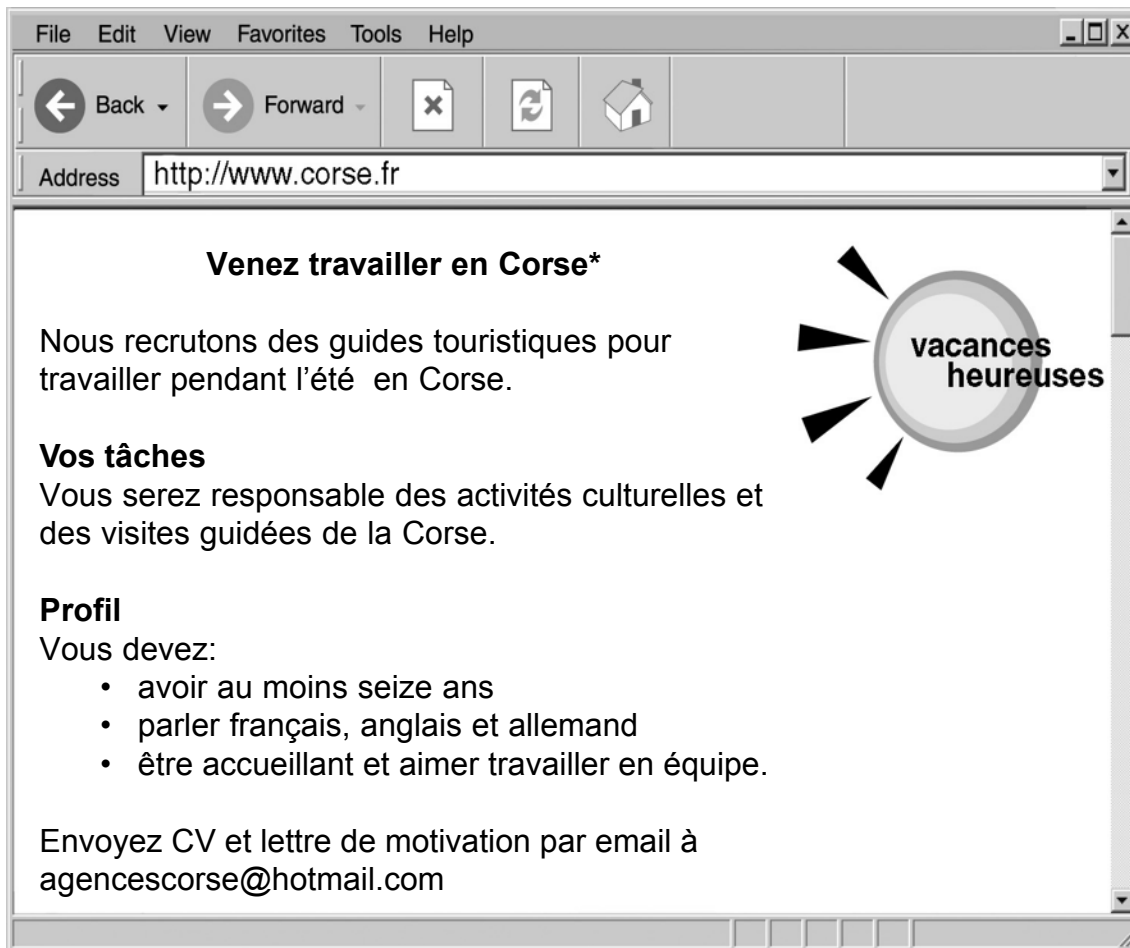 File Edit View Favorites Tools Help
Back Forward
Address http://www.corse.fr
Venez travailler en Corse*
vacances
heureuses
Nous recrutons des guides touristiques pour
travailler pendant l'été en Corse.
Vos tâches
Vous serez responsable des activités culturelles et
des visites guidées de la Corse.
Profil
Vous devez:
• avoir au moins seize ans
• parler français, anglais et allemand
• être accueillant et aimer travailler en équipe.
Envoyez CV et lettre de motivation par email à
agencescorse@hotmail.com